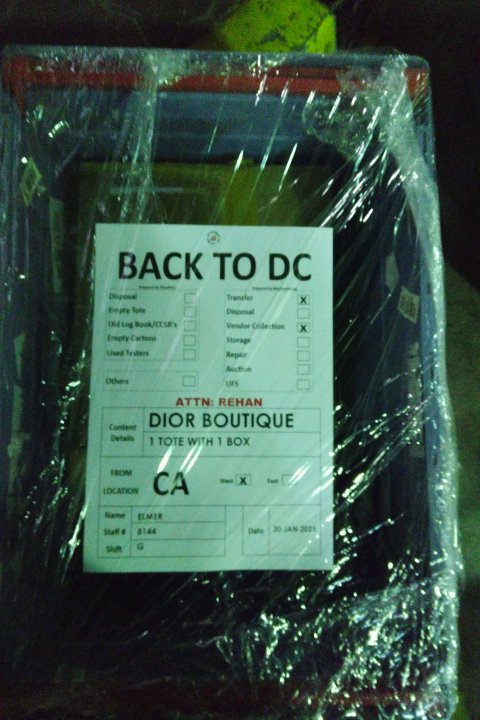 BACK TO DC
Disposal
Empty Tote
Old Log Book/CCSR's
Empty Cartons
Used Testers
Others
Transfer X
Disposal
Vendor Collection X
Storage
Repair
Auction
UFS
ATTN: REHAN
Content Details
DIOR BOUTIQUE
1 TOTE WITH 1 BOX
FROM LOCATION
CA
West X East
Name ELMER
Staff # 8144
Shift G
Date 30 JAN 2025